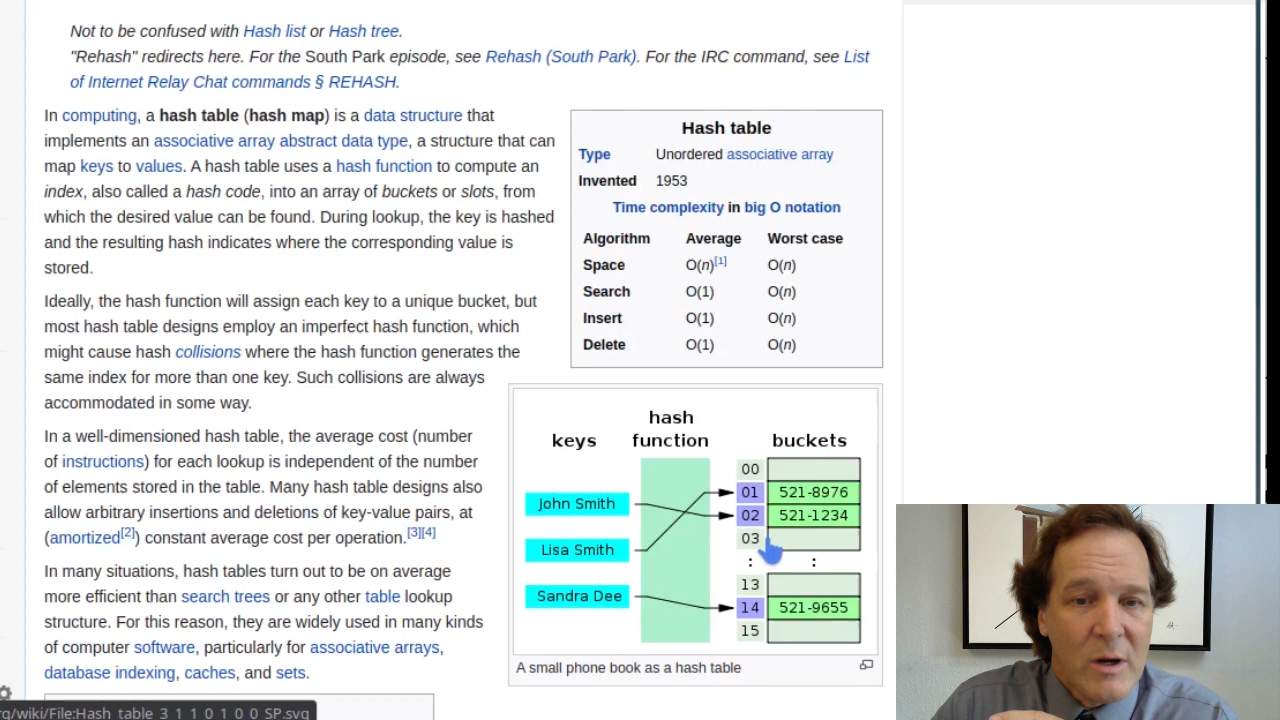 Not to be confused with Hash list or Hash tree.
"Rehash" redirects here. For the South Park episode, see Rehash (South Park). For the IRC command, see List
of Internet Relay Chat commands § REHASH.
In computing, a hash table (hash map) is a data structure that
implements an associative array abstract data type, a structure that can
map keys to values. A hash table uses a hash function to compute an
index, also called a hash code, into an array of buckets or slots, from
which the desired value can be found. During lookup, the key is hashed
and the resulting hash indicates where the corresponding value is
stored.
Ideally, the hash function will assign each key to a unique bucket, but
most hash table designs employ an imperfect hash function, which
might cause hash collisions where the hash function generates the
same index for more than one key. Such collisions are always
accommodated in some way.
In a well-dimensioned hash table, the average cost (number
of instructions) for each lookup is independent of the number
of elements stored in the table. Many hash table designs also
allow arbitrary insertions and deletions of key-value pairs, at
(amortized[2]) constant average cost per operation.[3][4]
In many situations, hash tables turn out to be on average
more efficient than search trees or any other table lookup
structure. For this reason, they are widely used in many kinds
of computer software, particularly for associative arrays,
database indexing, caches, and sets.
Hash table
Type Unordered associative array
Invented 1953
Time complexity in big O notation
Algorithm Average Worst case
Space O(n)[1] O(n)
Search O(1) O(n)
Insert O(1) O(n)
Delete O(1) O(n)
keys hash function buckets
00
01 521-8976
John Smith
02 521-1234
03
Lisa Smith
: :
13
Sandra Dee
14 521-9655
15
A small phone book as a hash table
rg/wiki/File:Hash_table_3_1_1_0_1_0_0_SP.svg